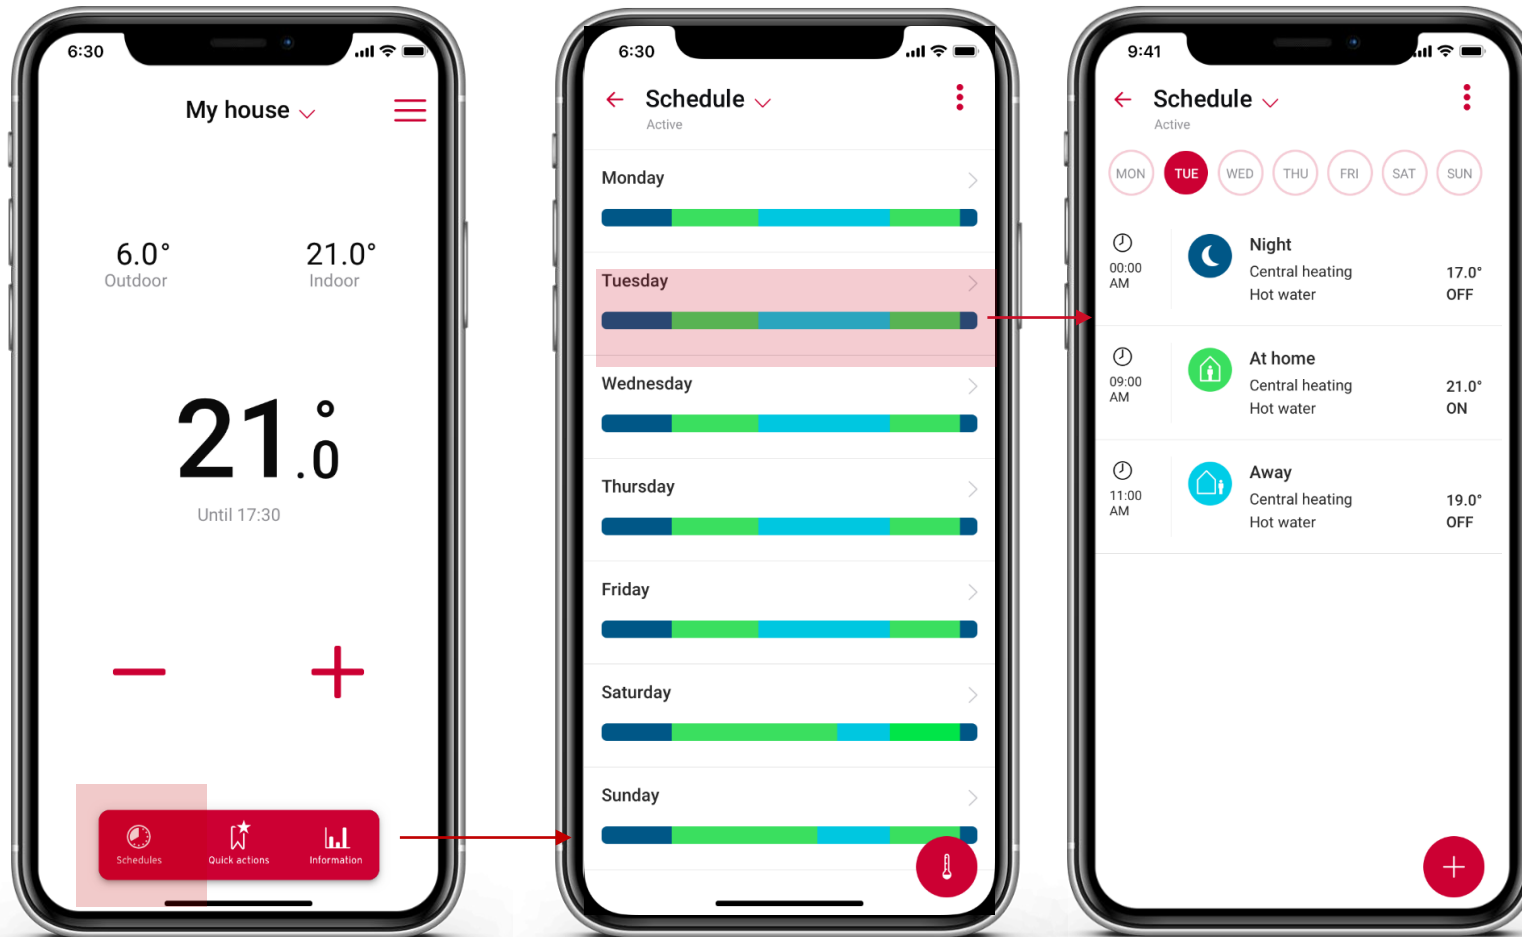 6:30
My house
6.0°
Outdoor
21.0°
Indoor
21.0°
Until 17:30
Schedules
Quick actions
Information
6:30
Schedule
Active
Monday
Tuesday
Wednesday
Thursday
Friday
Saturday
Sunday
9:41
Schedule
Active
MON TUE WED THU FRI SAT SUN
00:00
AM
Night
Central heating 17.0°
Hot water OFF
09:00
AM
At home
Central heating 21.0°
Hot water ON
11:00
AM
Away
Central heating 19.0°
Hot water OFF